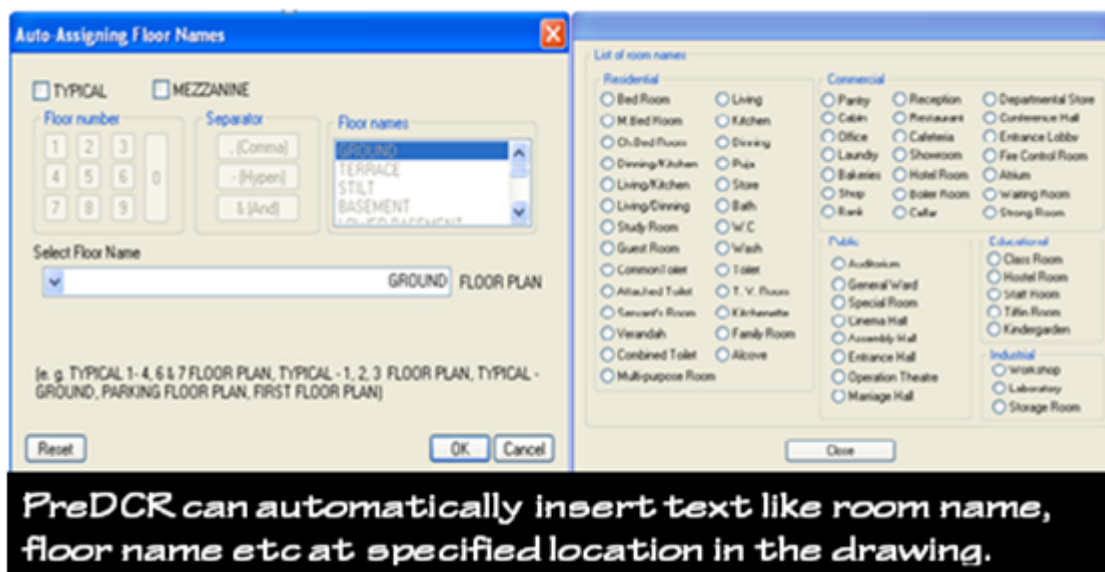 Auto-Assigning Floor Names
TYPICAL MEZZANINE
Floor number
1 2 3
4 5 6 0
7 8 9
Separator
, (Comma)
- (Hypen)
& (And)
Floor names
GROUND
TERRACE
STILT
BASEMENT
LOWER BASEMENT
Select Floor Name
GROUND FLOOR PLAN
(e. g. TYPICAL 1- 4, 6 & 7 FLOOR PLAN, TYPICAL - 1, 2, 3 FLOOR PLAN, TYPICAL -
GROUND, PARKING FLOOR PLAN, FIRST FLOOR PLAN)
Reset OK Cancel
List of room names
Residential
Bed Room Living
M.Bed Room Kitchen
Ch.Bed Room Dinning
Dinning/Kitchen Puja
Living/Kitchen Store
Living/Dinning Bath
Study Room W.C
Guest Room Wash
CommonToilet Toilet
Attached Toilet T. V. Room
Servant's Room Kitchenette
Verandah Family Room
Combined Toilet Alcove
Multi-purpose Room
Commercial
Pantry Reception Departmental Store
Cabin Restaurant Conference Hall
Office Cafeteria Entrance Lobby
Laundry Showroom Fire Control Room
Bakeries Hotel Room Atrium
Shop Boiler Room Waiting Room
Bank Cellar Strong Room
Public
Auditorium
General Ward
Special Room
Cinema Hall
Assembly Hall
Entrance Hall
Operation Theatre
Marriage Hall
Educational
Class Room
Hostel Room
Staff Room
Tiffin Room
Kindergarden
Industrial
Workshop
Laboratory
Storage Room
Close
PreDCR can automatically insert text like room name,
floor name etc at specified location in the drawing.